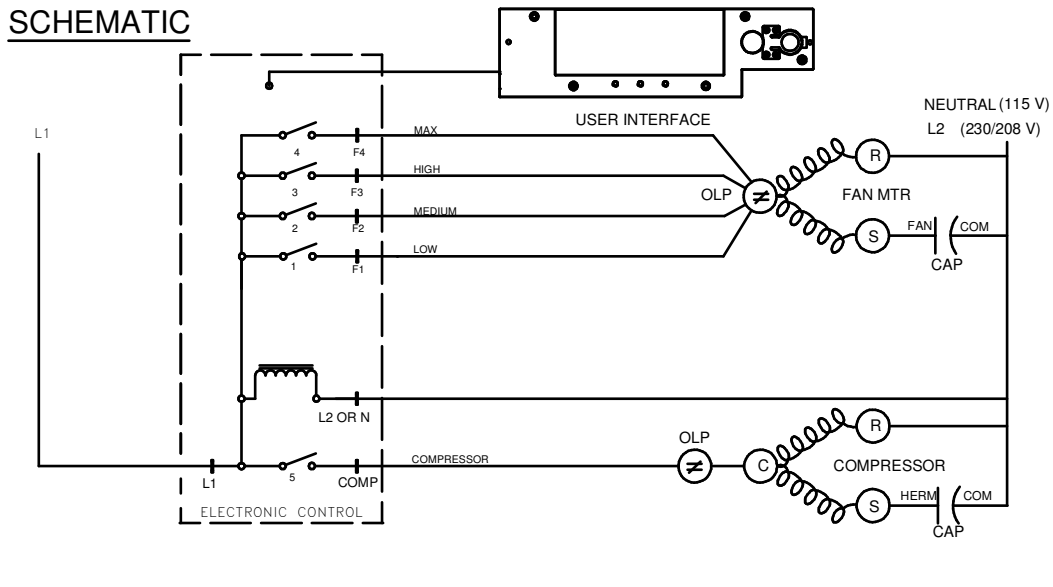 SCHEMATIC
NEUTRAL (115 V)
L2 (230/208 V)
L1
USER INTERFACE
MAX
4
F4
HIGH
3
F3
MEDIUM
2
F2
LOW
1
F1
OLP
R
FAN MTR
S
FAN
COM
CAP
L2 OR N
L1
5
COMP
COMPRESSOR
OLP
C
R
COMPRESSOR
S
HERM
COM
CAP
ELECTRONIC CONTROL